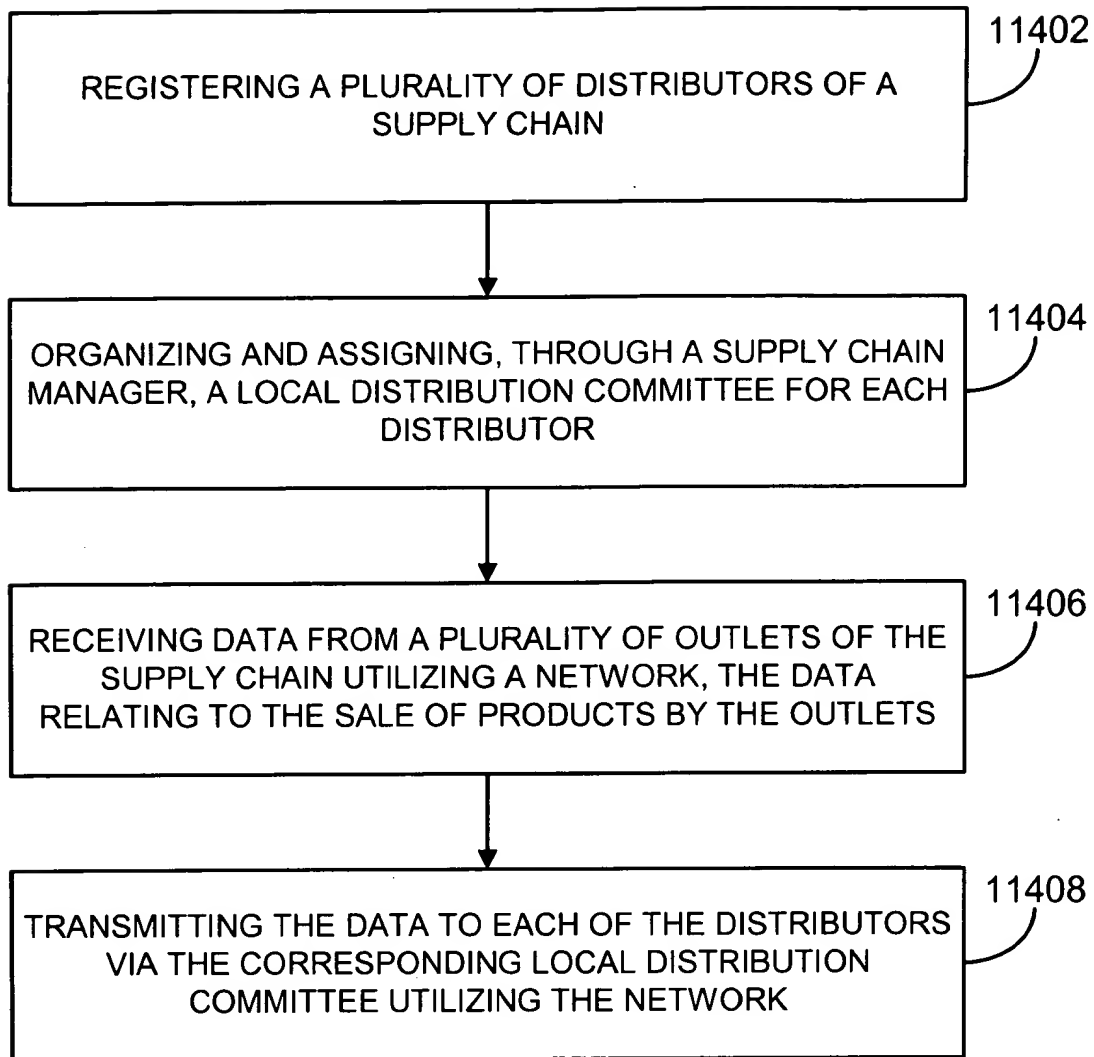 11402
REGISTERING A PLURALITY OF DISTRIBUTORS OF A
SUPPLY CHAIN
11404
ORGANIZING AND ASSIGNING, THROUGH A SUPPLY CHAIN
MANAGER, A LOCAL DISTRIBUTION COMMITTEE FOR EACH
DISTRIBUTOR
11406
RECEIVING DATA FROM A PLURALITY OF OUTLETS OF THE
SUPPLY CHAIN UTILIZING A NETWORK, THE DATA
RELATING TO THE SALE OF PRODUCTS BY THE OUTLETS
11408
TRANSMITTING THE DATA TO EACH OF THE DISTRIBUTORS
VIA THE CORRESPONDING LOCAL DISTRIBUTION
COMMITTEE UTILIZING THE NETWORK